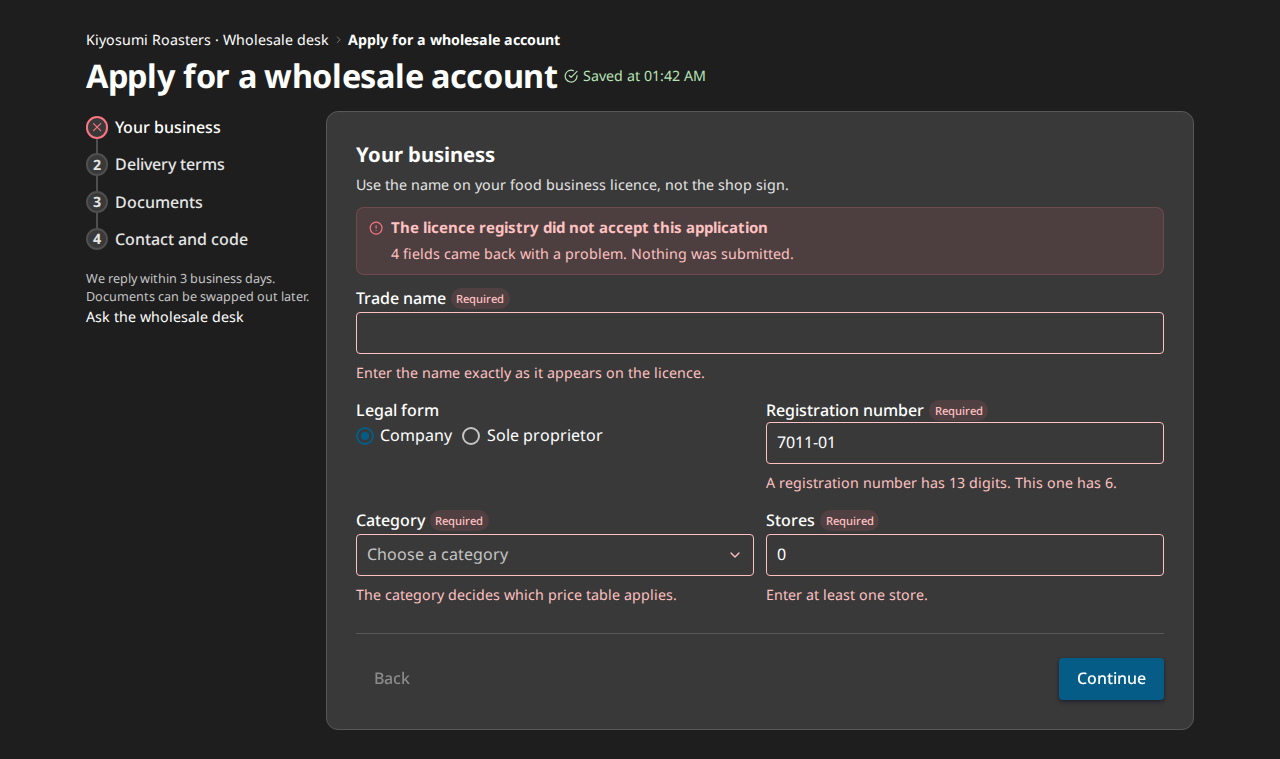 Kiyosumi Roasters · Wholesale desk › Apply for a wholesale account
Apply for a wholesale account Saved at 01:42 AM
Your business
2 Delivery terms
3 Documents
4 Contact and code
We reply within 3 business days.
Documents can be swapped out later.
Ask the wholesale desk
Your business
Use the name on your food business licence, not the shop sign.
The licence registry did not accept this application
4 fields came back with a problem. Nothing was submitted.
Trade name Required
Enter the name exactly as it appears on the licence.
Legal form
Company Sole proprietor
Registration number Required
7011-01
A registration number has 13 digits. This one has 6.
Category Required
Choose a category
The category decides which price table applies.
Stores Required
0
Enter at least one store.
Back
Continue